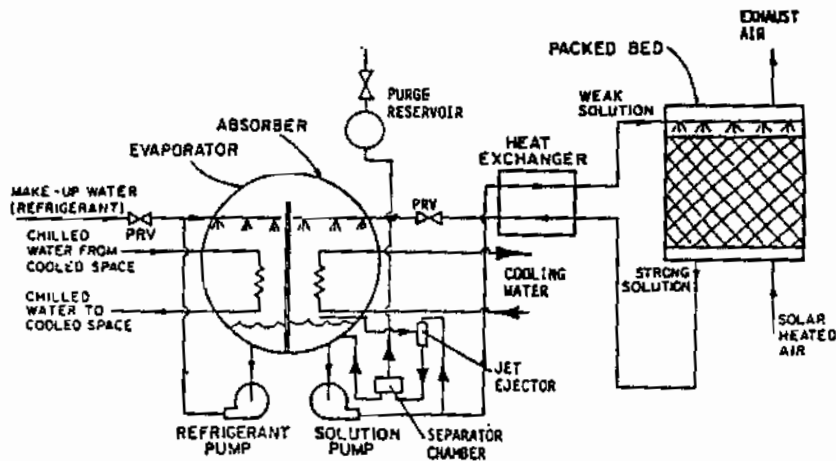 EXHAUST
AIR
PACKED BED
WEAK
SOLUTION
PURGE
RESERVOIR
ABSORBER
EVAPORATOR
HEAT
EXCHANGER
MAKE-UP WATER
(REFRIGERANT)
PRV
PRV
CHILLED
WATER FROM
COOLED SPACE
COOLING
WATER
STRONG
SOLUTION
CHILLED
WATER TO
COOLED SPACE
SOLAR
HEATED
AIR
JET
EJECTOR
REFRIGERANT
PUMP
SOLUTION
PUMP
SEPARATOR
CHAMBER